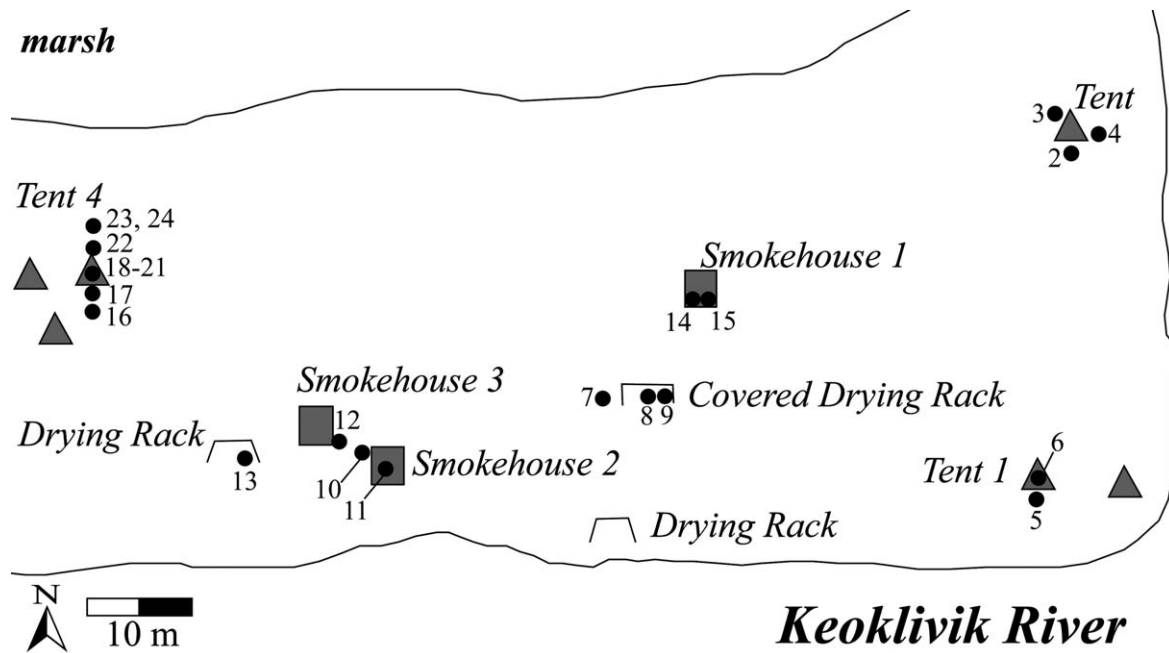 marsh
3
Tent
4
2
Tent 4
23, 24
22
18-21
17
16
Smokehouse 1
14
15
Smokehouse 3
12
7
8
9
Covered Drying Rack
Drying Rack
13
10
11
Smokehouse 2
6
Tent 1
5
Drying Rack
N
10 m
Keoklivik River